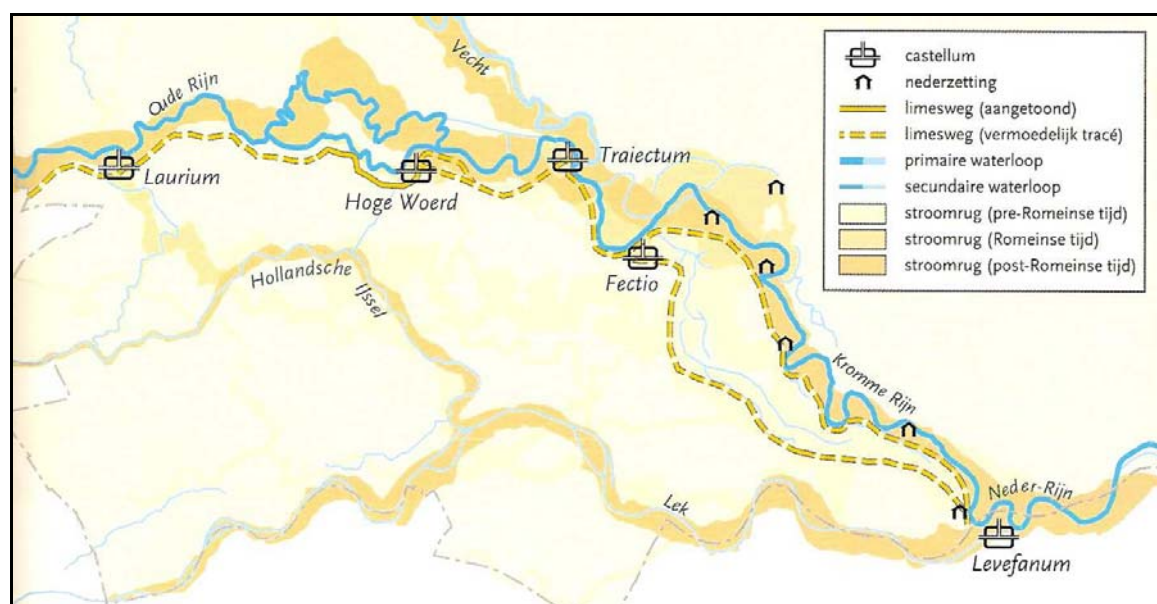 Vecht
Oude Rijn
Traiectum
Laurium
Hoge Woerd
Hollandsche
IJssel
Fectio
Kromme Rijn
Lek
Neder-Rijn
Levefanum
castellum
nederzetting
limesweg (aangetoond)
limesweg (vermoedelijk tracé)
primaire waterloop
secundaire waterloop
stroomrug (pre-Romeinse tijd)
stroomrug (Romeinse tijd)
stroomrug (post-Romeinse tijd)